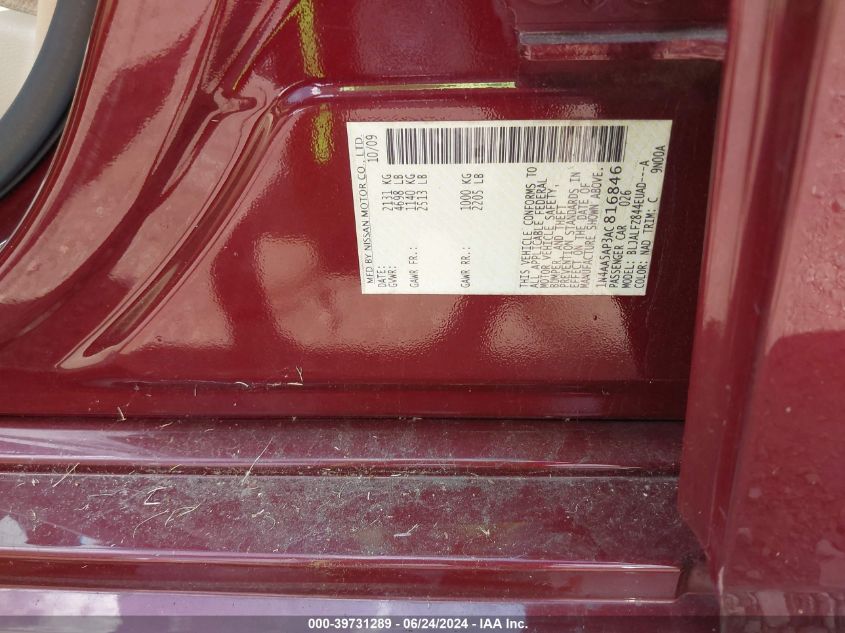 MFD BY NISSAN MOTOR CO., LTD.
DATE: 10/09
GVWR: 2131 KG
4698 LB
GAWR FR.: 1140 KG
2513 LB
GAWR RR.: 1000 KG
2205 LB
THIS VEHICLE CONFORMS TO
ALL APPLICABLE FEDERAL
MOTOR VEHICLE SAFETY,
BUMPER, AND THEFT
PREVENTION STANDARDS IN
EFFECT ON THE DATE OF
MANUFACTURE SHOWN ABOVE.
1N4AA5AP3AC816846
PASSENGER CAR 026
MODEL: BLJALFZ844EUAD---A
COLOR: NAD TRIM: C 9N00A
000-39731289 - 06/24/2024 - IAA Inc.